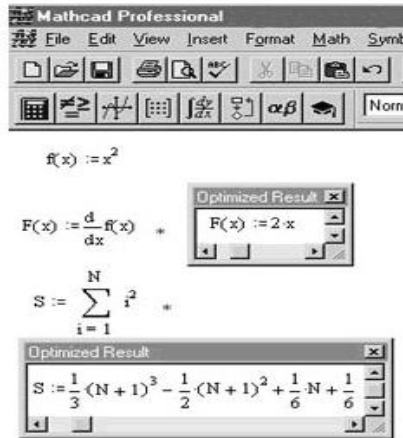 Mathcad Professional
File Edit View Insert Format Math Symb
Norm
f(x) := x²
F(x) := d/dx f(x) *
Optimized Result
F(x) := 2·x
S := ∑ i=1 N i² *
Optimized Result
S := 1/3·(N + 1)³ − 1/2·(N + 1)² + 1/6·N + 1/6